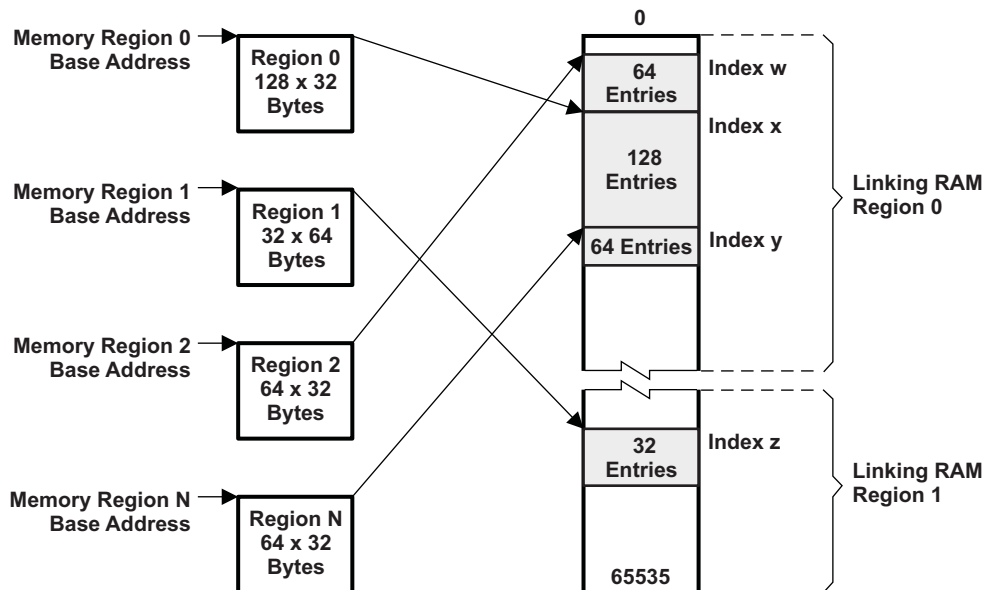 Memory Region 0
Base Address
Region 0
128 x 32
Bytes
Memory Region 1
Base Address
Region 1
32 x 64
Bytes
Memory Region 2
Base Address
Region 2
64 x 32
Bytes
Memory Region N
Base Address
Region N
64 x 32
Bytes
0
64
Entries
Index w
128
Entries
Index x
64 Entries
Index y
Linking RAM
Region 0
32
Entries
Index z
65535
Linking RAM
Region 1